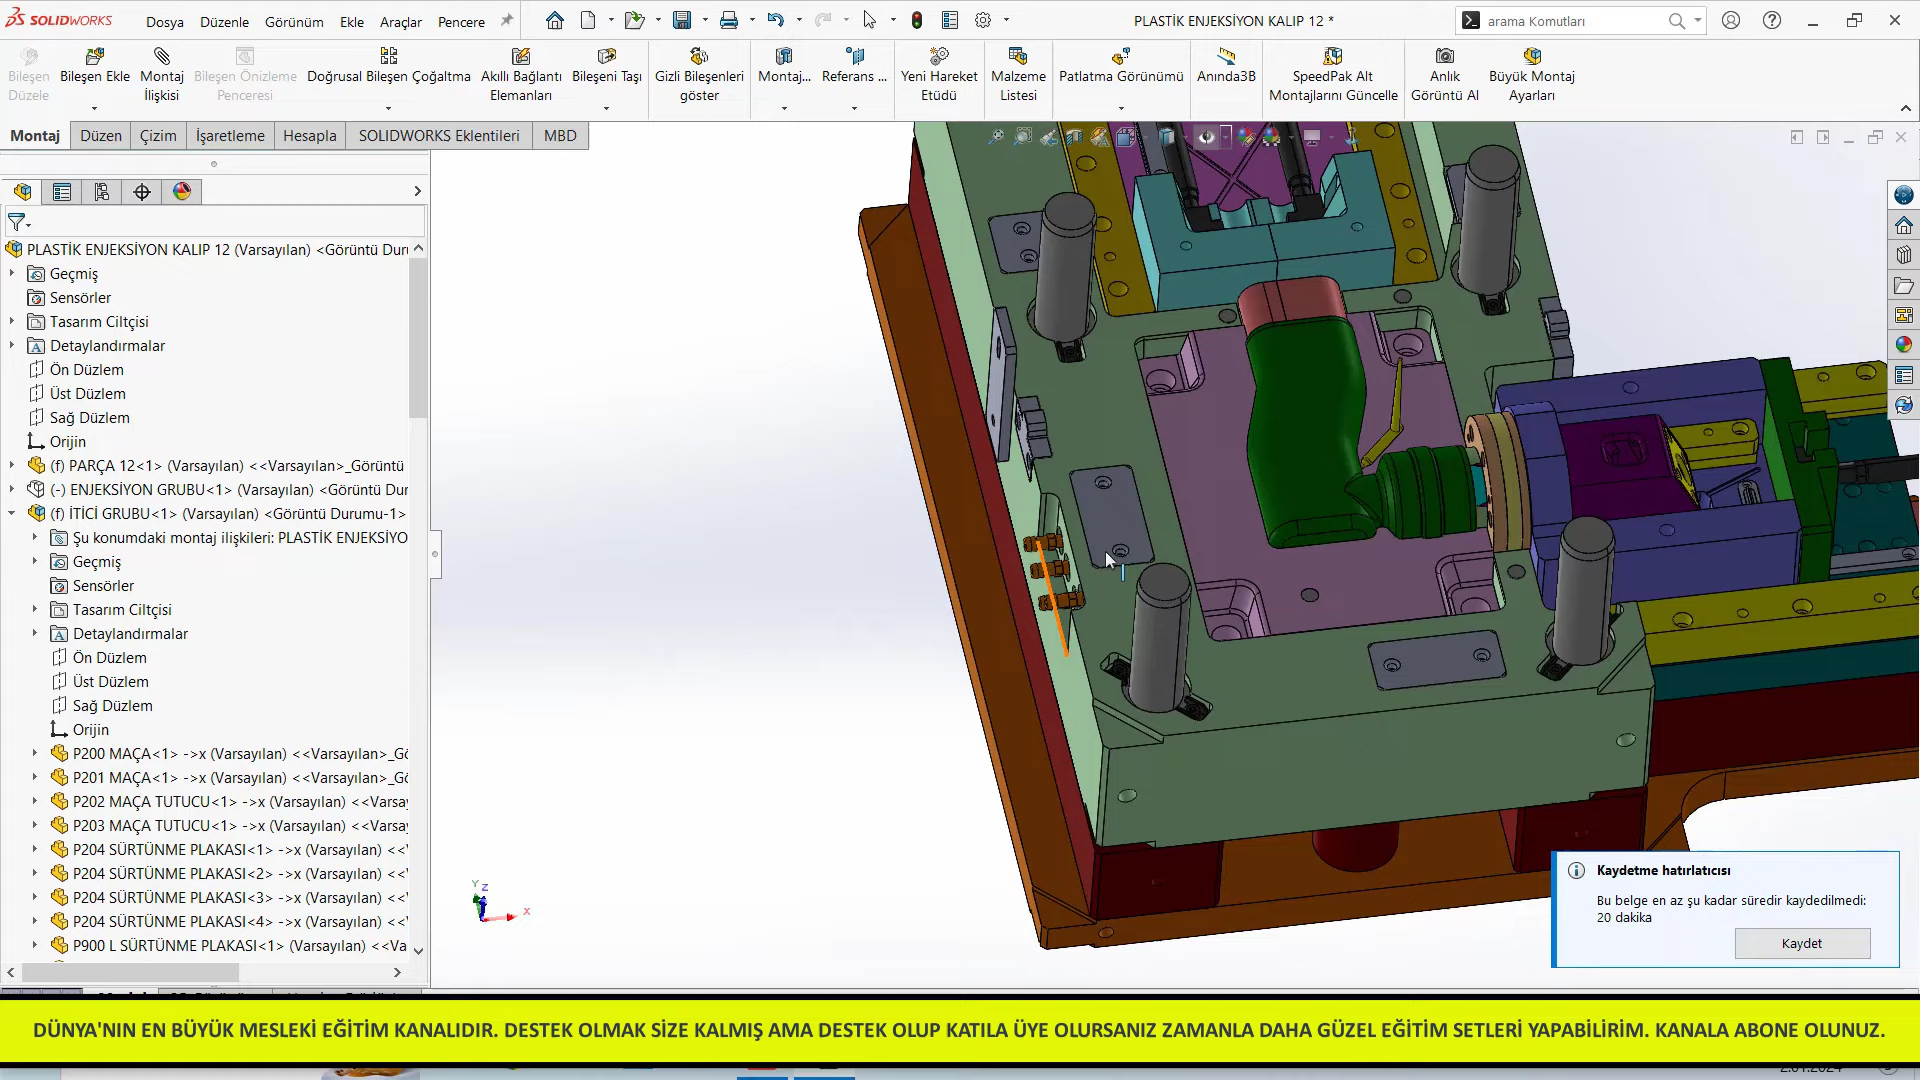 SOLIDWORKS
Dosya Düzenle Görünüm Ekle Araçlar Pencere
PLASTİK ENJEKSİYON KALIP 12 *
arama Komutları
Bileşen Düzele
Bileşen Ekle
Montaj İlişkisi
Bileşen Önizleme Penceresi
Doğrusal Bileşen Çoğaltma
Akıllı Bağlantı Elemanları
Bileşeni Taşı
Gizli Bileşenleri göster
Montaj...
Referans ...
Yeni Hareket Etüdü
Malzeme Listesi
Patlatma Görünümü
Anında3B
SpeedPak Alt Montajlarını Güncelle
Anlık Görüntü Al
Büyük Montaj Ayarları
Montaj Düzen Çizim İşaretleme Hesapla SOLIDWORKS Eklentileri MBD
PLASTİK ENJEKSİYON KALIP 12 (Varsayılan) <Görüntü Dur
Geçmiş
Sensörler
Tasarım Ciltçisi
Detaylandırmalar
Ön Düzlem
Üst Düzlem
Sağ Düzlem
Orijin
(f) PARÇA 12<1> (Varsayılan) <<Varsayılan>_Görüntü
(-) ENJEKSİYON GRUBU<1> (Varsayılan) <Görüntü Dur
(f) İTİCİ GRUBU<1> (Varsayılan) <Görüntü Durumu-1>
Şu konumdaki montaj ilişkileri: PLASTİK ENJEKSİYO
Geçmiş
Sensörler
Tasarım Ciltçisi
Detaylandırmalar
Ön Düzlem
Üst Düzlem
Sağ Düzlem
Orijin
P200 MAÇA<1> ->x (Varsayılan) <<Varsayılan>_Gö
P201 MAÇA<1> ->x (Varsayılan) <<Varsayılan>_Gö
P202 MAÇA TUTUCU<1> ->x (Varsayılan) <<Varsa
P203 MAÇA TUTUCU<1> ->x (Varsayılan) <<Varsa
P204 SÜRTÜNME PLAKASI<1> ->x (Varsayılan) <<
P204 SÜRTÜNME PLAKASI<2> ->x (Varsayılan) <<
P204 SÜRTÜNME PLAKASI<3> ->x (Varsayılan) <<
P204 SÜRTÜNME PLAKASI<4> ->x (Varsayılan) <<
P900 L SÜRTÜNME PLAKASI<1> (Varsayılan) <<Va
Y Z
X
Kaydetme hatırlatıcısı
Bu belge en az şu kadar süredir kaydedilmedi:
20 dakika
Kaydet
DÜNYA'NIN EN BÜYÜK MESLEKİ EĞİTİM KANALIDIR. DESTEK OLMAK SİZE KALMIŞ AMA DESTEK OLUP KATILA ÜYE OLURSANIZ ZAMANLA DAHA GÜZEL EĞİTİM SETLERİ YAPABİLİRİM. KANALA ABONE OLUNUZ.